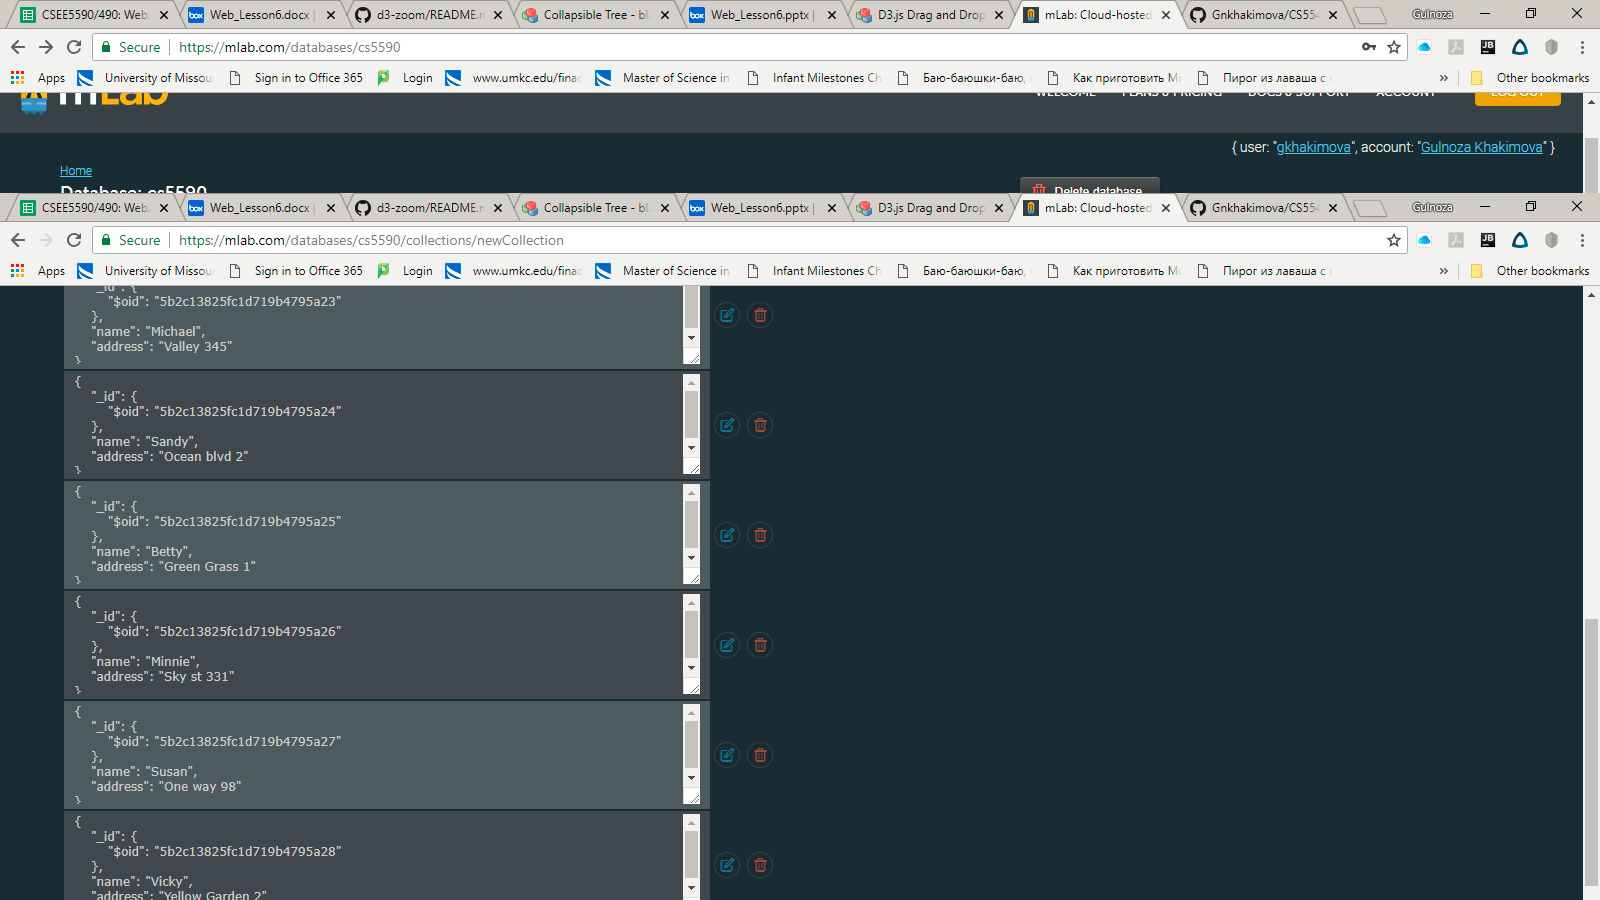 CSEE5590/490: Web/ Web_Lesson6.docx | d3-zoom/README.m Collapsible Tree - bl. Web_Lesson6.pptx | D3.js Drag and Drop mLab: Cloud-hosted Gnkhakimova/CS554 Gulnoza
Secure https://mlab.com/databases/cs5590
Apps University of Missou Sign in to Office 365 Login www.umkc.edu/finac Master of Science in Infant Milestones Ch Баю-баюшки-баю, Как приготовить М Пирог из лаваша с » Other bookmarks
mLab WELCOME PLANS & PRICING DOCS & SUPPORT ACCOUNT LOG OUT
{ user: "gkhakimova", account: "Gulnoza Khakimova" }
Home
Database: cs5590 Delete database
CSEE5590/490: Web/ Web_Lesson6.docx | d3-zoom/README.m Collapsible Tree - bl. Web_Lesson6.pptx | D3.js Drag and Drop mLab: Cloud-hosted Gnkhakimova/CS554 Gulnoza
Secure https://mlab.com/databases/cs5590/collections/newCollection
Apps University of Missou Sign in to Office 365 Login www.umkc.edu/finac Master of Science in Infant Milestones Ch Баю-баюшки-баю, Как приготовить М Пирог из лаваша с » Other bookmarks
"_id": {
"$oid": "5b2c13825fc1d719b4795a23"
},
"name": "Michael",
"address": "Valley 345"
}
{
"_id": {
"$oid": "5b2c13825fc1d719b4795a24"
},
"name": "Sandy",
"address": "Ocean blvd 2"
}
{
"_id": {
"$oid": "5b2c13825fc1d719b4795a25"
},
"name": "Betty",
"address": "Green Grass 1"
}
{
"_id": {
"$oid": "5b2c13825fc1d719b4795a26"
},
"name": "Minnie",
"address": "Sky st 331"
}
{
"_id": {
"$oid": "5b2c13825fc1d719b4795a27"
},
"name": "Susan",
"address": "One way 98"
}
{
"_id": {
"$oid": "5b2c13825fc1d719b4795a28"
},
"name": "Vicky",
"address": "Yellow Garden 2"